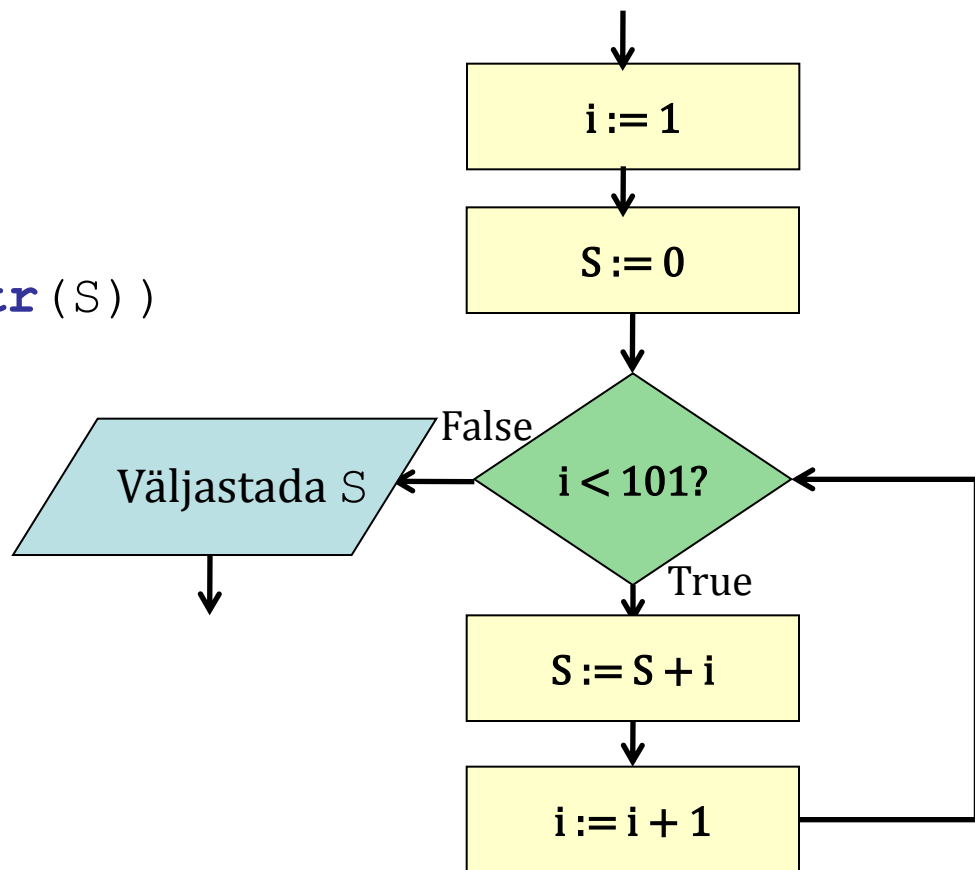 i := 1
S := 0
tr(S))
False
i < 101?
Väljastada S
True
S := S + i
i := i + 1